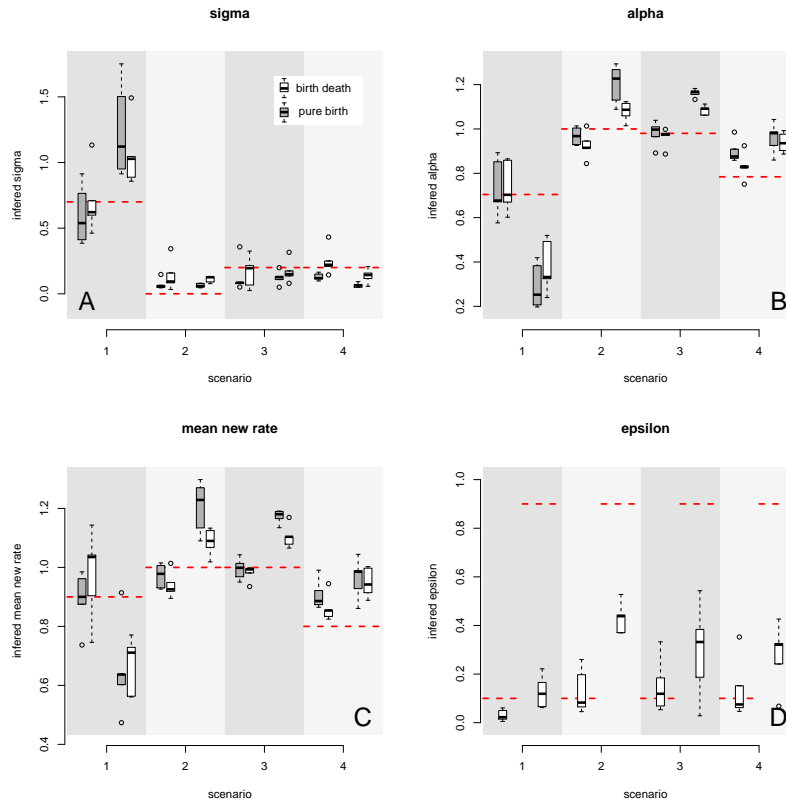 sigma
birth death
pure birth
infered sigma
0.0
0.5
1.0
1.5
A
1
2
3
4
scenario
alpha
infered alpha
0.2
0.4
0.6
0.8
1.0
1.2
B
1
2
3
4
scenario
mean new rate
infered mean new rate
0.4
0.6
0.8
1.0
1.2
C
1
2
3
4
scenario
epsilon
infered epsilon
0.0
0.2
0.4
0.6
0.8
1.0
D
1
2
3
4
scenario